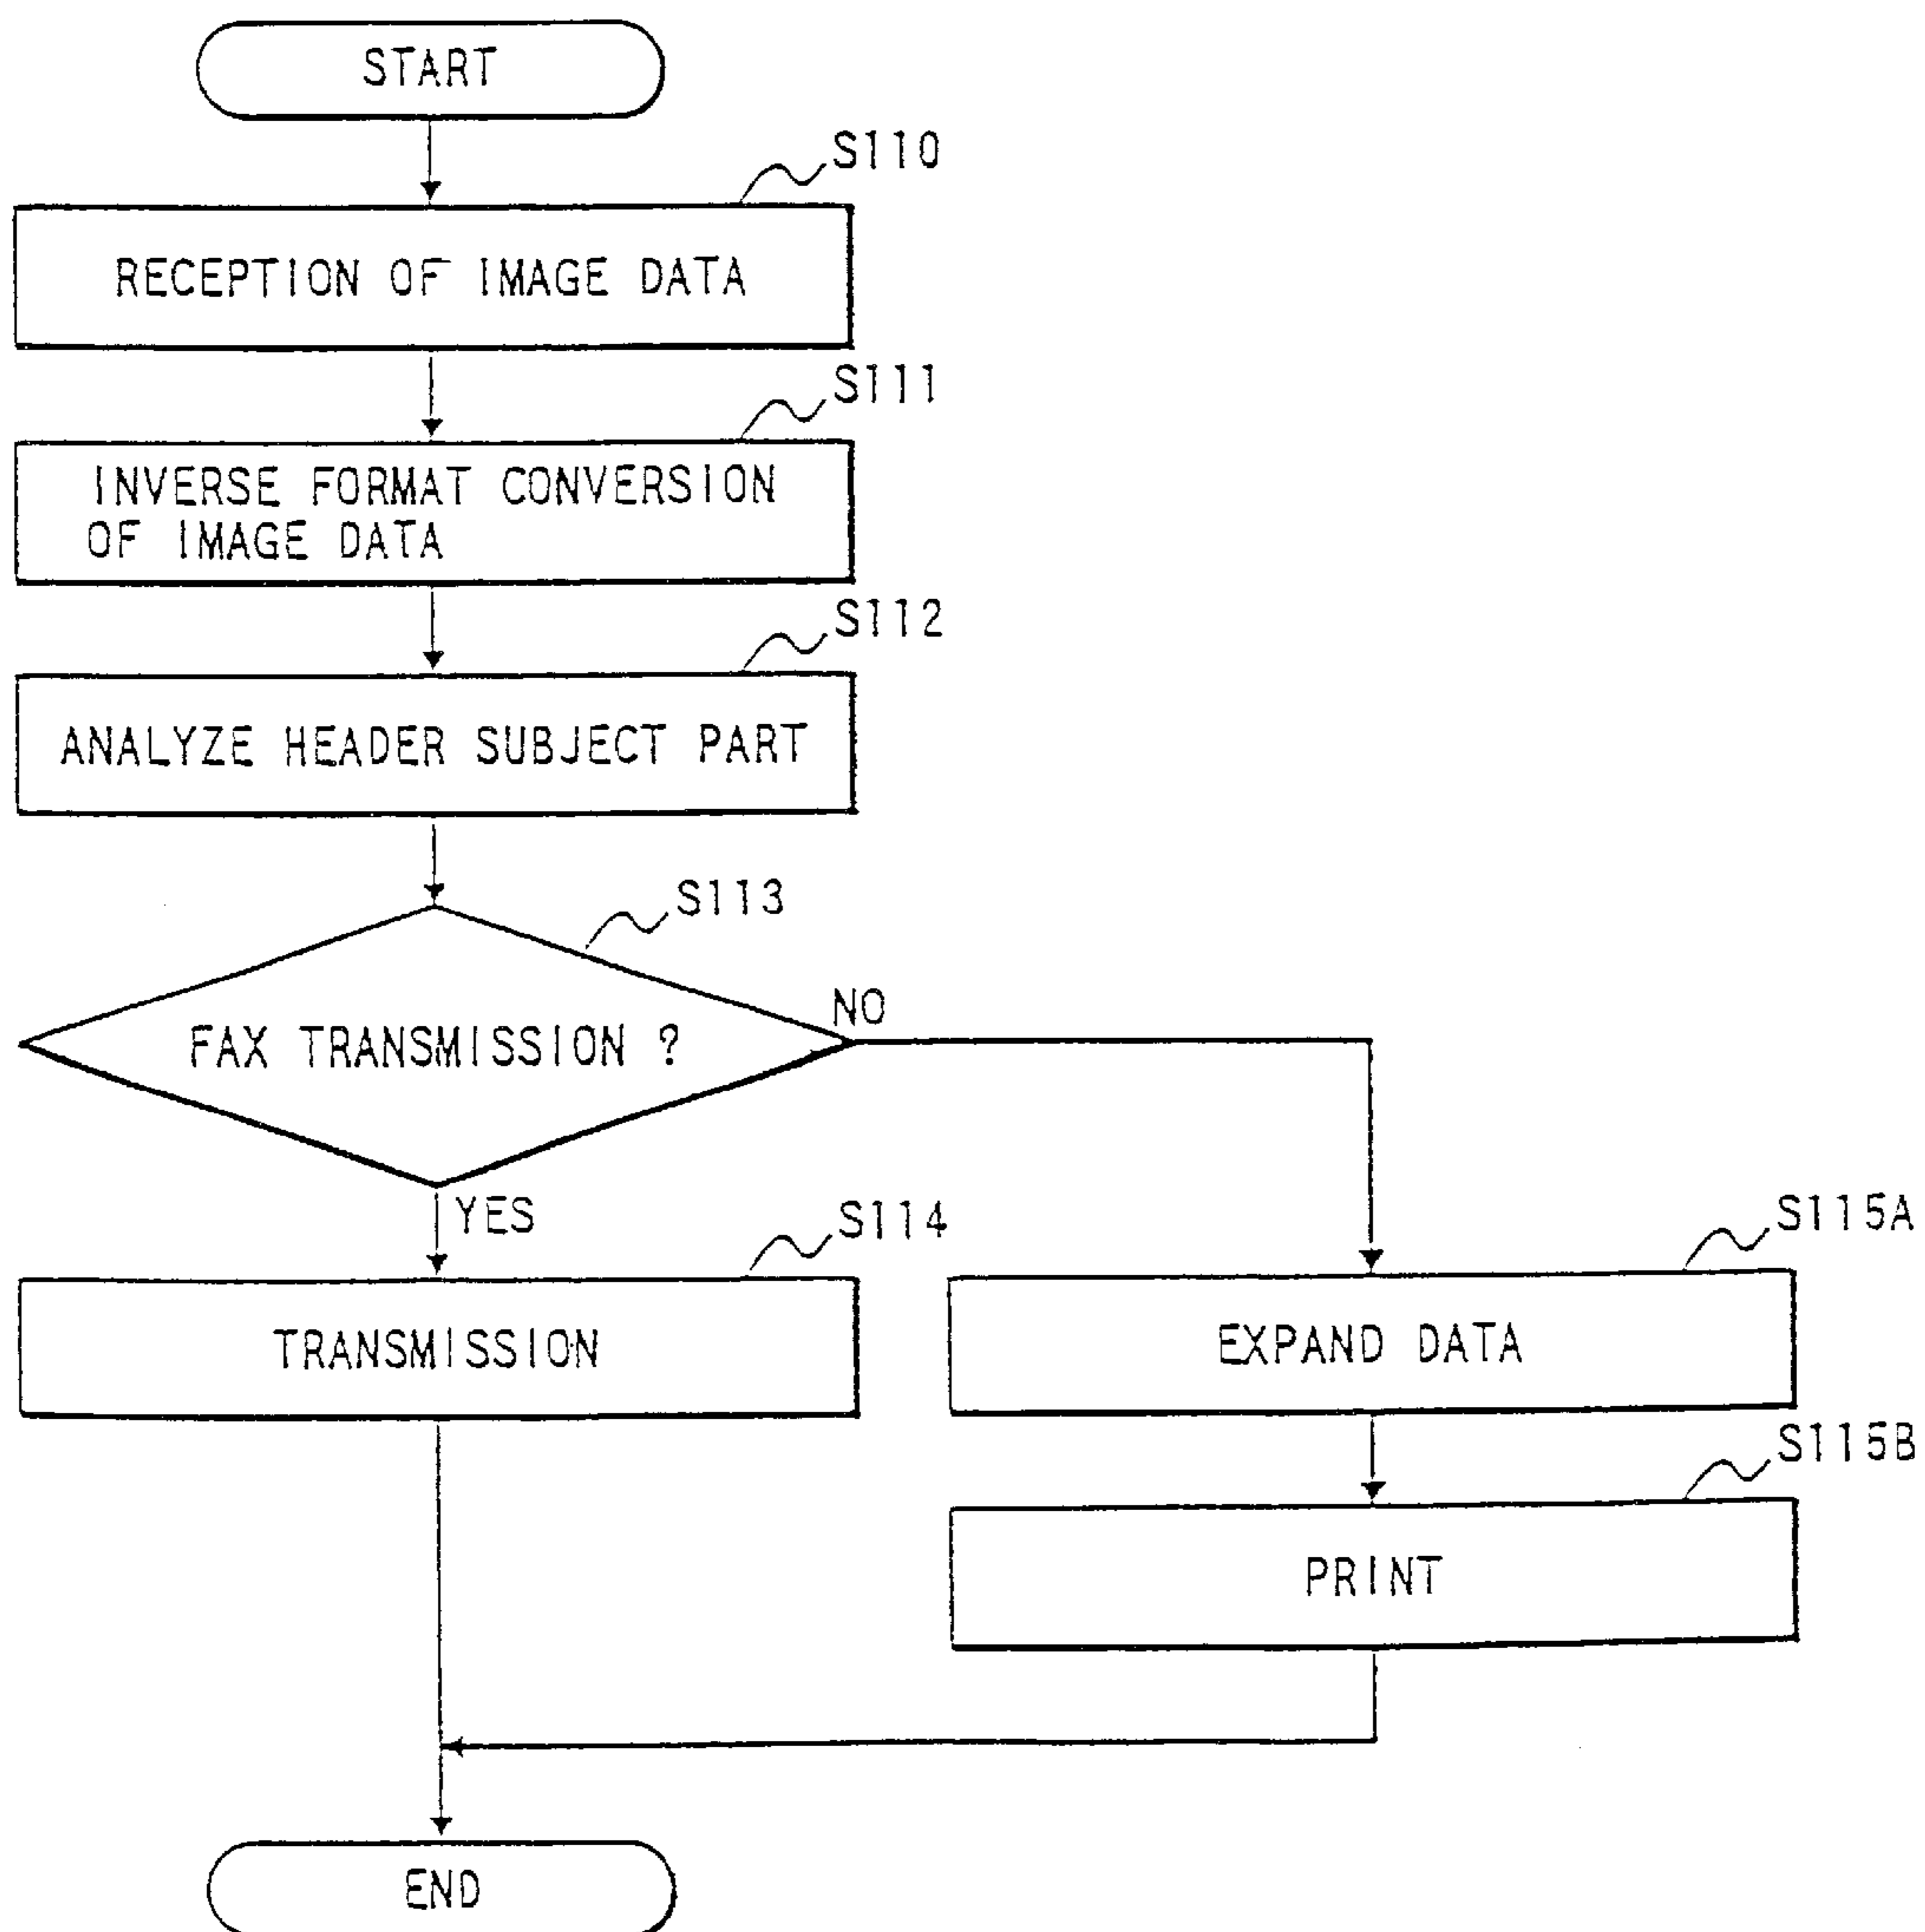 START
S110
RECEPTION OF IMAGE DATA
S111
INVERSE FORMAT CONVERSION
OF IMAGE DATA
S112
ANALYZE HEADER SUBJECT PART
S113
FAX TRANSMISSION ?
NO
YES
S114
TRANSMISSION
S115A
EXPAND DATA
S115B
PRINT
END